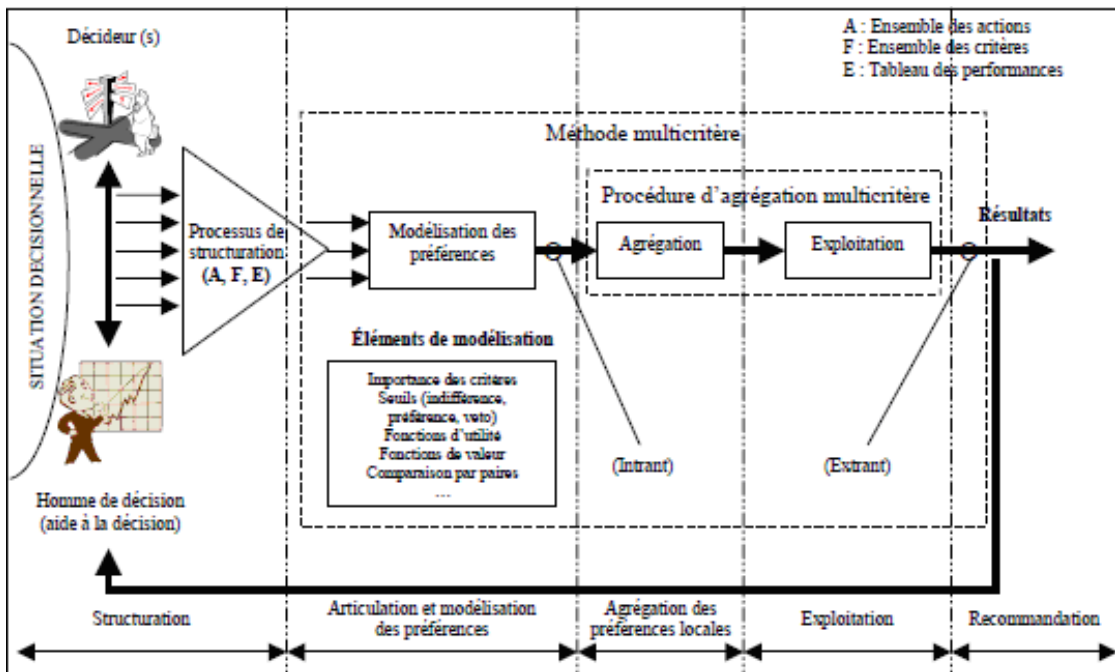 Décideur (s)
A : Ensemble des actions
F : Ensemble des critères
E : Tableau des performances
SITUATION DECISIONNELLE
Méthode multicritère
Procédure d'agrégation multicritère
Processus de
structuration
(A, F, E)
Modélisation des
préférences
Agrégation
Exploitation
Résultats
Éléments de modélisation
Importance des critères
Seuils (indifférence,
préférence, veto)
Fonctions d'utilité
Fonctions de valeur
Comparaison par paires
…
(Intrant)
(Extrant)
Homme de décision
(aide à la décision)
Structuration
Articulation et modélisation
des préférences
Agrégation des
préférences locales
Exploitation
Recommandation